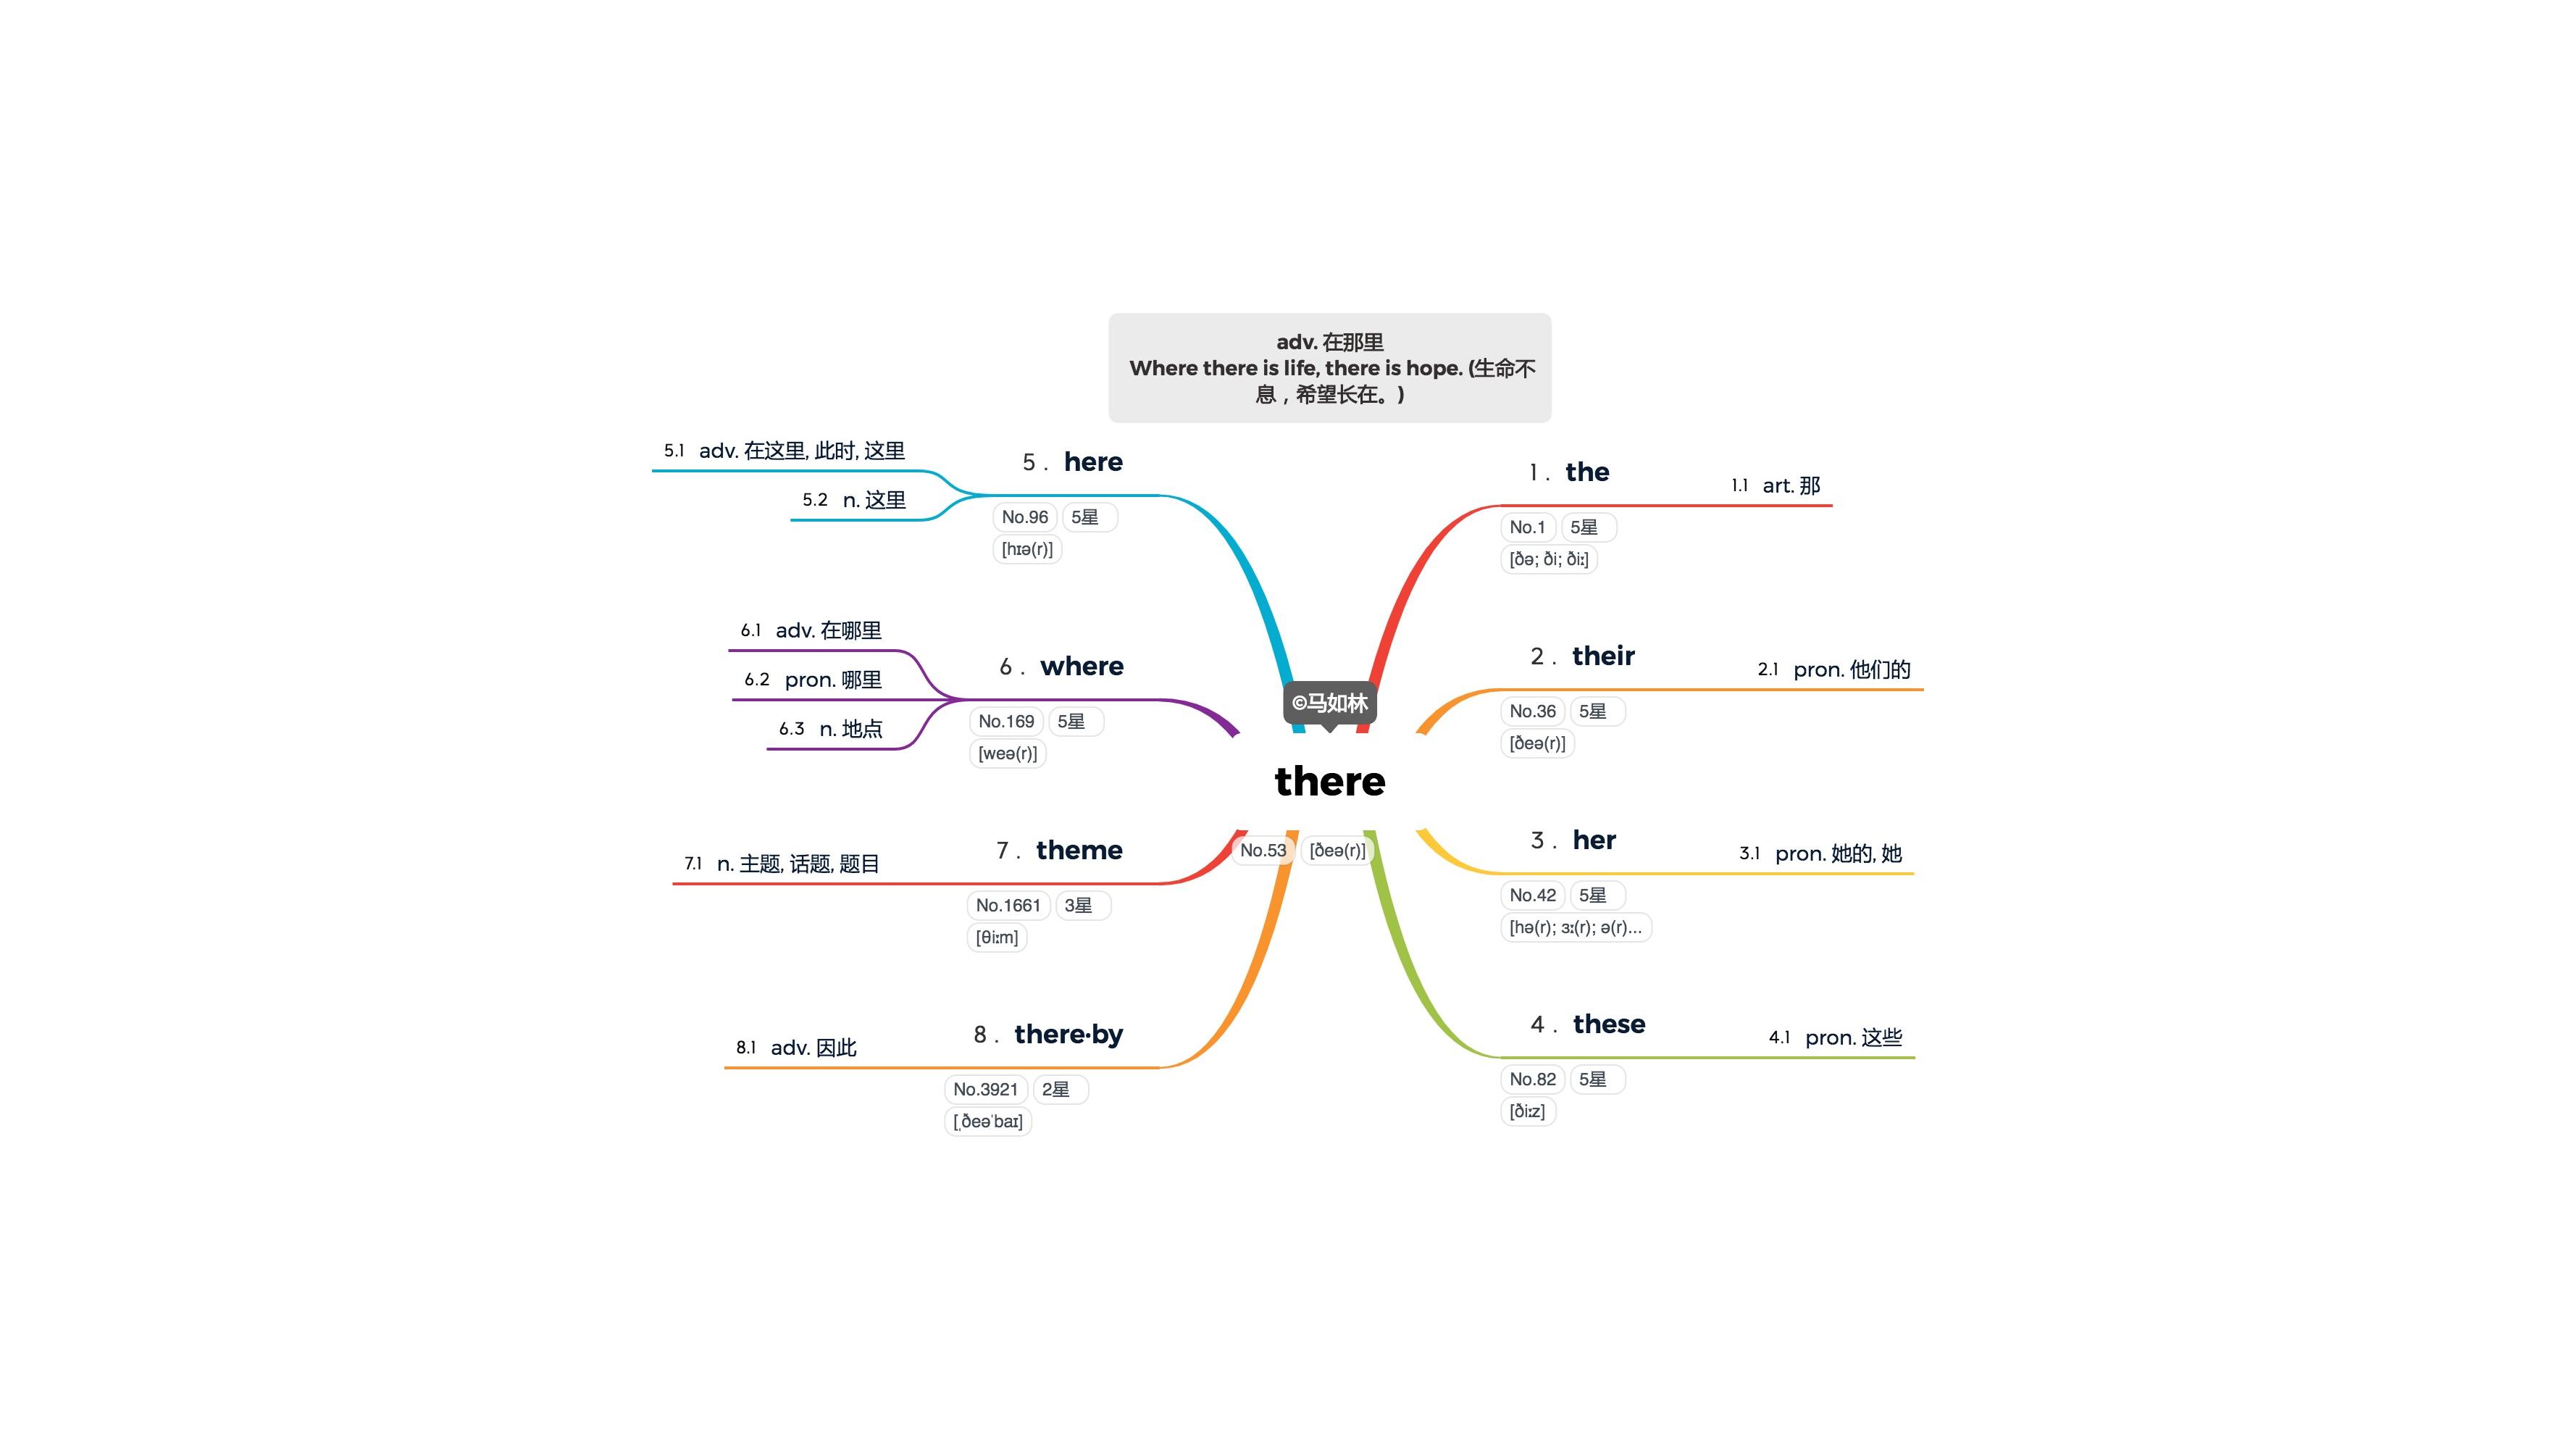 adv. 在那里
Where there is life, there is hope. (生命不
息，希望长在。)
©马如林
there
No.53 [ðeə(r)]
1 . the
1.1 art. 那
No.1 5星
[ðə; ði; ðiː]
2 . their
2.1 pron. 他们的
No.36 5星
[ðeə(r)]
3 . her
3.1 pron. 她的, 她
No.42 5星
[hə(r); ɜː(r); ə(r)...
4 . these
4.1 pron. 这些
No.82 5星
[ðiːz]
5 . here
5.1 adv. 在这里, 此时, 这里
5.2 n. 这里
No.96 5星
[hɪə(r)]
6 . where
6.1 adv. 在哪里
6.2 pron. 哪里
6.3 n. 地点
No.169 5星
[weə(r)]
7 . theme
7.1 n. 主题, 话题, 题目
No.1661 3星
[θiːm]
8 . there·by
8.1 adv. 因此
No.3921 2星
[ˌðeəˈbaɪ]